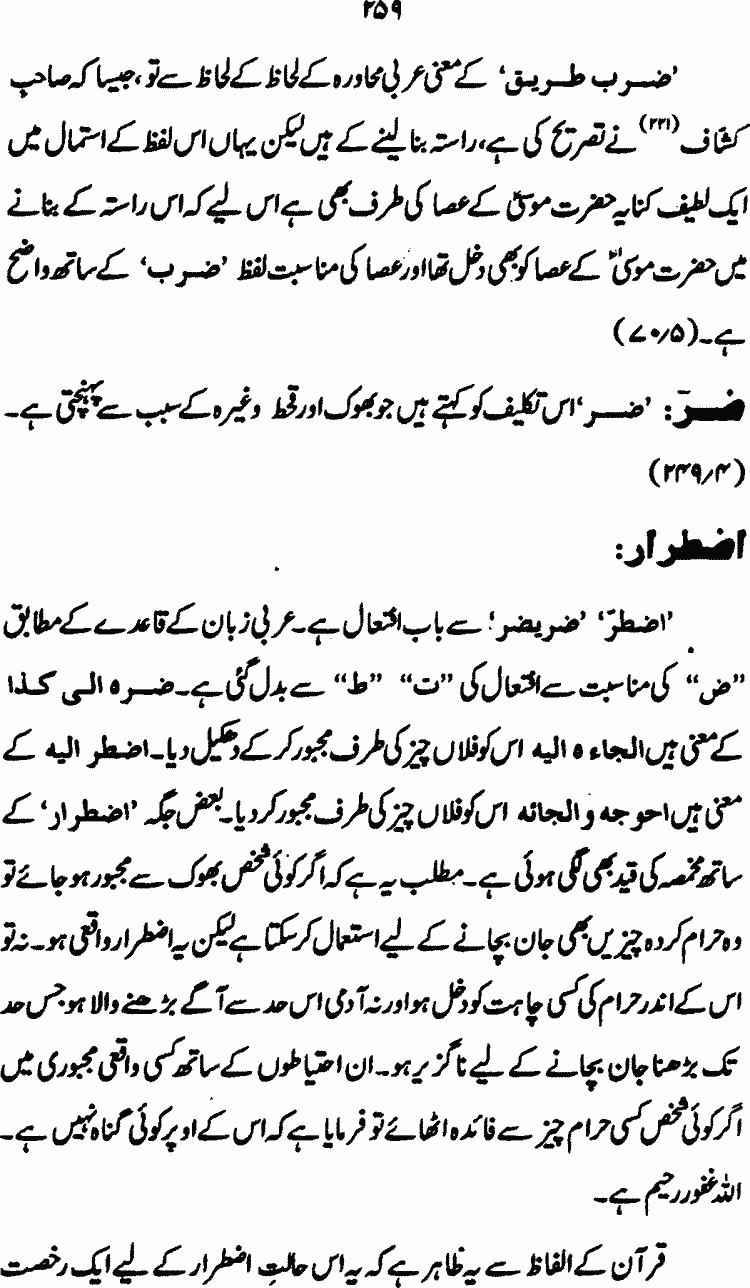 ۲۵۹
’ضرب طریق‘ کے معنی عربی محاورہ کے لحاظ کے لحاظ سے تو، جیسا کہ صاحبِ
کشاف (۲۲۱) نے تصریح کی ہے، راستہ بنا لینے کے ہیں لیکن یہاں اس لفظ کے استمال میں
ایک لطیف کنایہ حضرت موسیٰؑ کے عصا کی طرف بھی ہے اس لیے کہ اس راستہ کے بنانے
میں حضرت موسیٰؑ کے عصا کو بھی دخل تھا اور عصا کی مناسبت لفظ ’ضرب‘ کے ساتھ واضح
ہے۔ (۷۰/۵)
ضرّ: ’ضر‘ اس تکلیف کو کہتے ہیں جو بھوک اور قحط وغیرہ کے سبب سے پہنچتی ہے۔
(۲۴۹/۴)
اضطرار:
’اضطرّ‘ ’ضر یضر‘ سے باب افتعال ہے۔ عربی زبان کے قاعدے کے مطابق
”ض“ کی مناسبت سے افتعال کی ”ت“ ”ط“ سے بدل گئی ہے۔ ضرہ الی کذا
کے معنی ہیں الجاءہ الیہ اس کو فلاں چیز کی طرف مجبور کر کے دھکیل دیا۔ اضطر الیہ کے
معنی ہیں احوجہ و الجائہ اس کو فلاں چیز کی طرف مجبور کر دیا۔ بعض جگہ ’اضطرار‘ کے
ساتھ مخمصہ کی قید بھی لگی ہوئی ہے۔ مطلب یہ ہے کہ اگر کوئی شخص بھوک سے مجبور ہو جائے تو
وہ حرام کردہ چیزیں بھی جان بچانے کے لیے استعمال کر سکتا ہے لیکن یہ اضطرار واقعی ہو۔ نہ تو
اس کے اندر حرام کی کسی چاہت کو دخل ہو اور نہ آدمی اس حد سے آگے بڑھنے والا ہو جس حد
تک بڑھنا جان بچانے کے لیے ناگزیر ہو۔ ان احتیاطوں کے ساتھ کسی واقعی مجبوری میں
اگر کوئی شخص کسی حرام چیز سے فائدہ اٹھائے تو فرمایا ہے کہ اس کے اوپر کوئی گناہ نہیں ہے۔
اللہ غفور رحیم ہے۔
قرآن کے الفاظ سے یہ ظاہر ہے کہ یہ اس حالتِ اضطرار کے لیے ایک رخصت